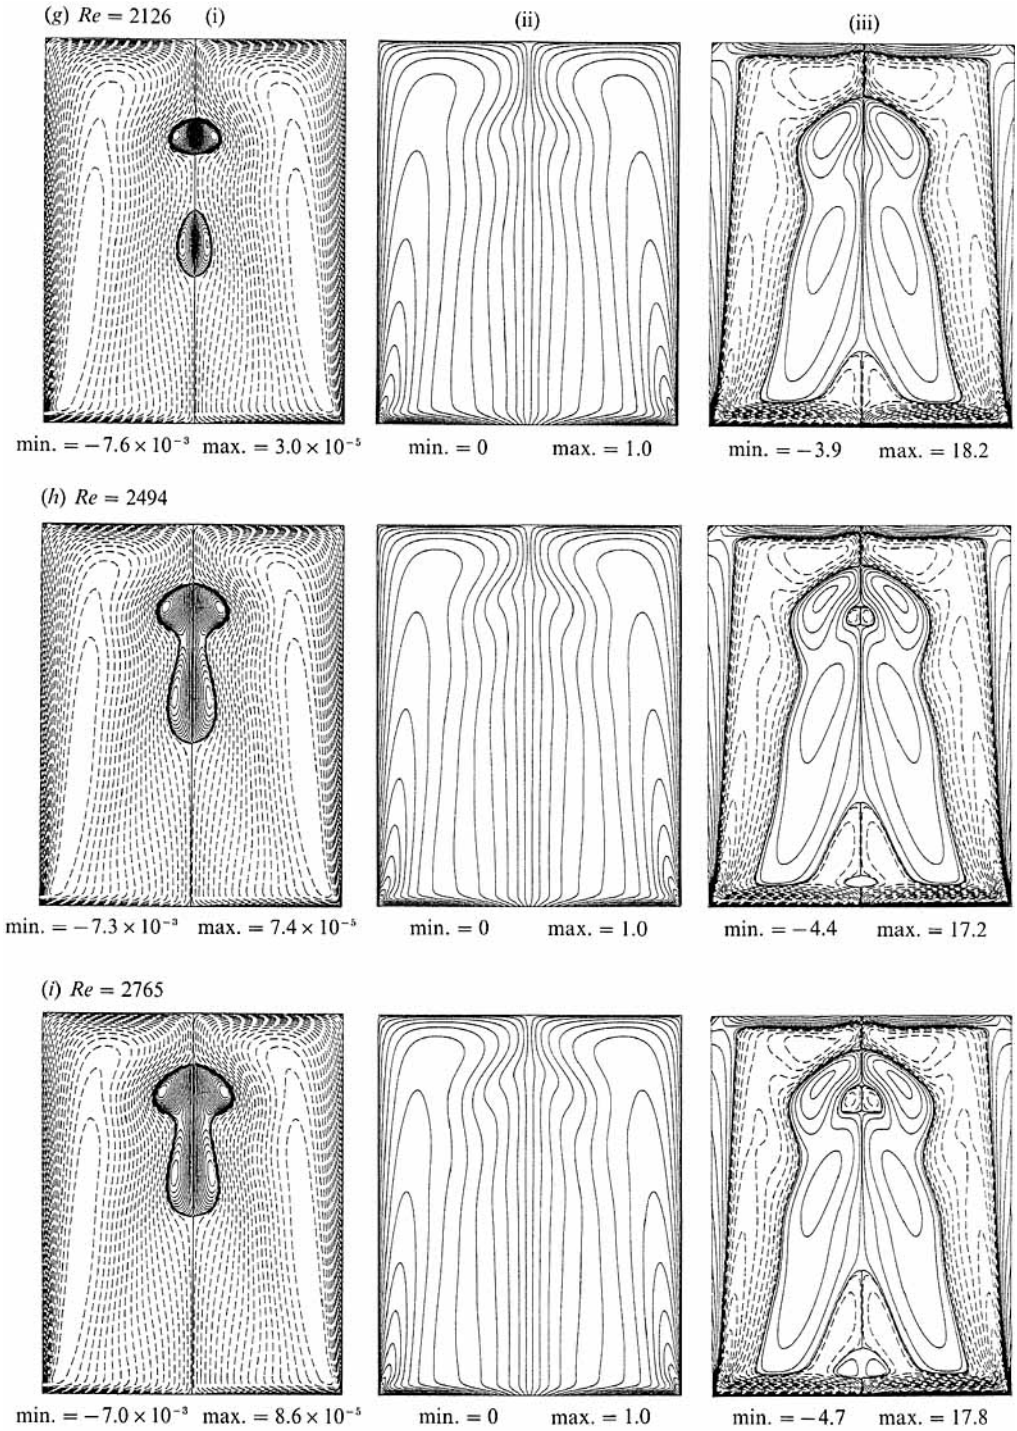 (g) Re = 2126 (i) (ii) (iii)
min. = −7.6 × 10⁻³ max. = 3.0 × 10⁻⁵ min. = 0 max. = 1.0 min. = −3.9 max. = 18.2
(h) Re = 2494
min. = −7.3 × 10⁻³ max. = 7.4 × 10⁻⁵ min. = 0 max. = 1.0 min. = −4.4 max. = 17.2
(i) Re = 2765
min. = −7.0 × 10⁻³ max. = 8.6 × 10⁻⁵ min. = 0 max. = 1.0 min. = −4.7 max. = 17.8